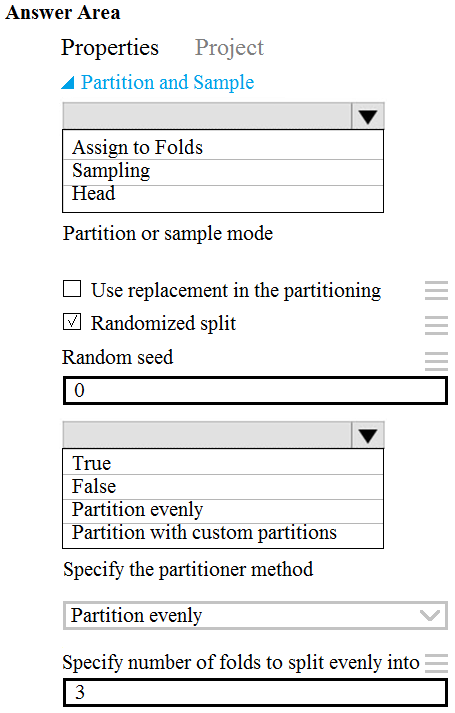 Answer Area
Properties Project
Partition and Sample
Assign to Folds
Sampling
Head
Partition or sample mode
Use replacement in the partitioning
Randomized split
Random seed
0
True
False
Partition evenly
Partition with custom partitions
Specify the partitioner method
Partition evenly
Specify number of folds to split evenly into
3